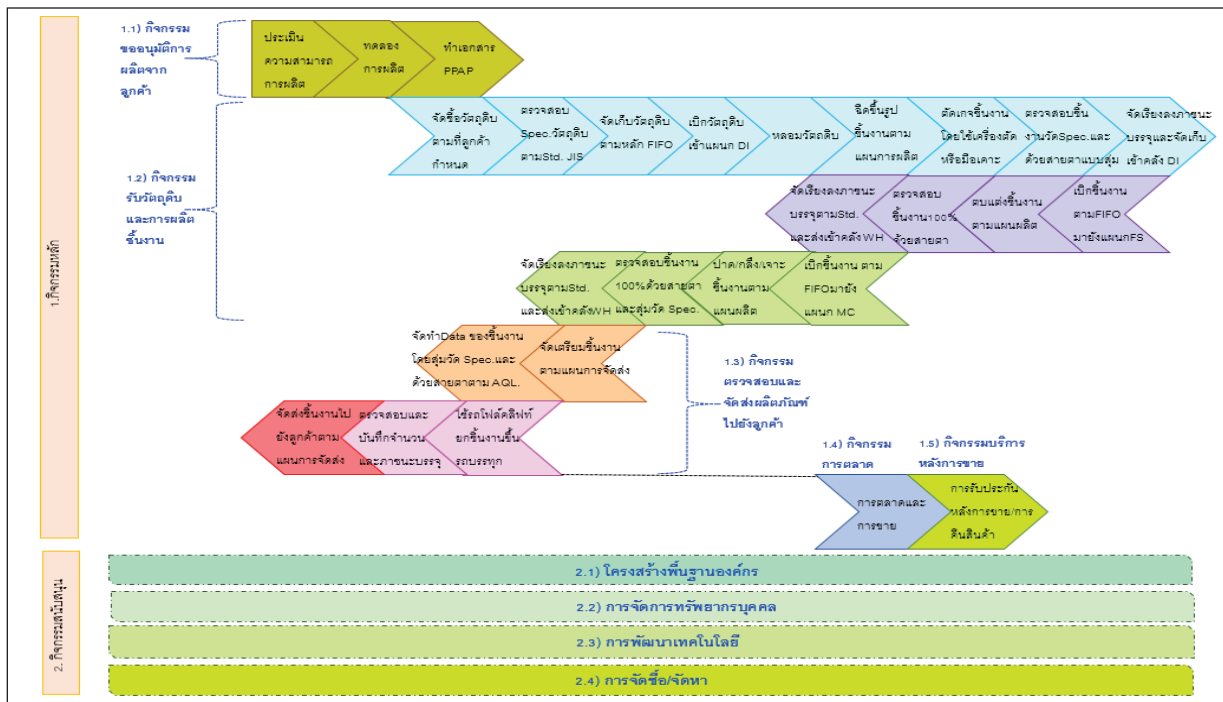 1.กิจกรรมหลัก
1.1) กิจกรรม
ขออนุมัติการ
ผลิตจาก
ลูกค้า
ประเมิน
ความสามารถ
การผลิต
ทดลอง
การผลิต
ทำเอกสาร
PPAP
1.2) กิจกรรม
รับวัตถุดิบ
และการผลิต
ชิ้นงาน
จัดซื้อวัตถุดิบ
ตามที่ลูกค้า
กำหนด
ตรวจสอบ
Spec.วัตถุดิบ
ตามStd. JIS
จัดเก็บวัตถุดิบ
ตามหลัก FIFO
เบิกวัตถุดิบ
เข้าแผนก DI
หลอมวัตถุดิบ
ฉีดขึ้นรูป
ชิ้นงานตาม
แผนการผลิต
ตัดเกจชิ้นงาน
โดยใช้เครื่องตัด
หรือมือเคาะ
ตรวจสอบชิ้น
งานวัดSpec.และ
ด้วยสายตาแบบสุ่ม
จัดเรียงลงภาชนะ
บรรจุและจัดเก็บ
เข้าคลัง DI
จัดเรียงลงภาชนะ
บรรจุตามStd.
และส่งเข้าคลังWH
ตรวจสอบ
ชิ้นงาน100%
ด้วยสายตา
ตบแต่งชิ้นงาน
ตามแผนผลิต
เบิกชิ้นงาน
ตามFIFO
มายังแผนกFS
จัดเรียงลงภาชนะ
บรรจุตามStd.
และส่งเข้าคลังWH
ตรวจสอบชิ้นงาน
100%ด้วยสายตา
และสุ่มวัด Spec.
ปาด/กลึง/เจาะ
ชิ้นงานตาม
แผนผลิต
เบิกชิ้นงาน ตาม
FIFOมายัง
แผนก MC
จัดทำData ของชิ้นงาน
โดยสุ่มวัด Spec.และ
ด้วยสายตาตาม AQL.
จัดเตรียมชิ้นงาน
ตามแผนการจัดส่ง
1.3) กิจกรรม
ตรวจสอบและ
จัดส่งผลิตภัณฑ์
ไปยังลูกค้า
จัดส่งชิ้นงานไป
ยังลูกค้าตาม
แผนการจัดส่ง
ตรวจสอบและ
บันทึกจำนวน
และภาชนะบรรจุ
ใช้รถโฟล์คลิฟท์
ยกชิ้นงานขึ้น
รถบรรทุก
1.4) กิจกรรม
การตลาด
1.5) กิจกรรมบริการ
หลังการขาย
การตลาดและ
การขาย
การรับประกัน
หลังการขาย/การ
คืนสินค้า
2. กิจกรรมสนับสนุน
2.1) โครงสร้างพื้นฐานองค์กร
2.2) การจัดการทรัพยากรบุคคล
2.3) การพัฒนาเทคโนโลยี
2.4) การจัดซื้อ/จัดหา